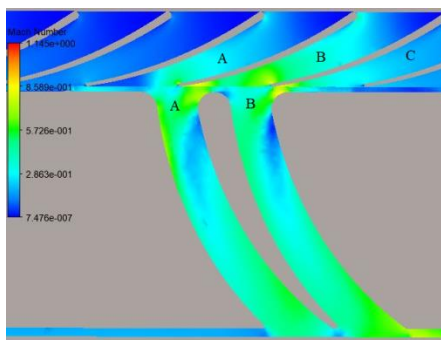 Mach Number
1.145e+000
8.589e-001
5.726e-001
2.863e-001
7.476e-007
A
B
C
A
B